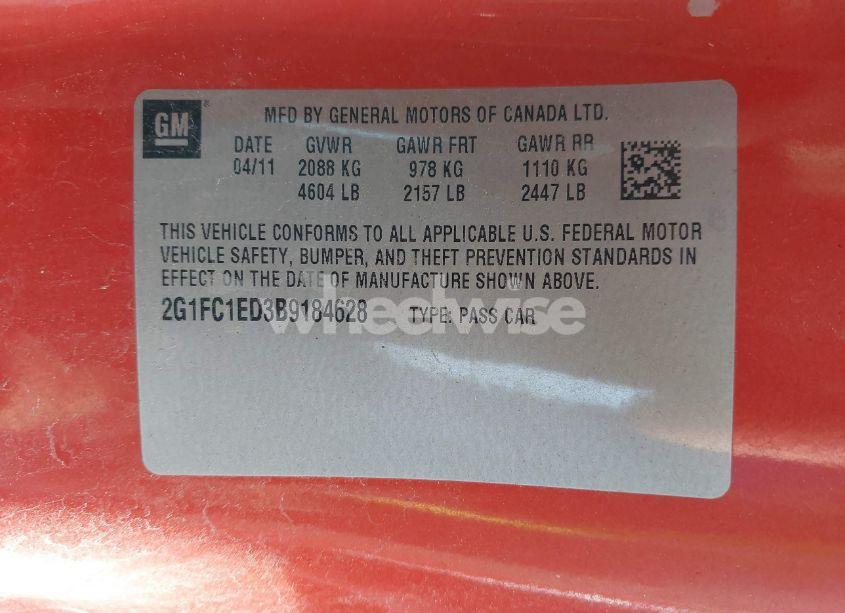 GM
MFD BY GENERAL MOTORS OF CANADA LTD.
DATE GVWR GAWR FRT GAWR RR
04/11 2088 KG 978 KG 1110 KG
4604 LB 2157 LB 2447 LB
THIS VEHICLE CONFORMS TO ALL APPLICABLE U.S. FEDERAL MOTOR
VEHICLE SAFETY, BUMPER, AND THEFT PREVENTION STANDARDS IN
EFFECT ON THE DATE OF MANUFACTURE SHOWN ABOVE.
2G1FC1ED3B9184628 TYPE: PASS CAR
wheelwise